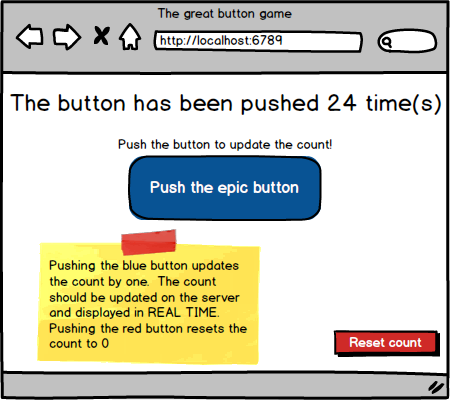 The great button game
http://localhost:6789
The button has been pushed 24 time(s)
Push the button to update the count!
Push the epic button
Pushing the blue button updates
the count by one. The count
should be updated on the server
and displayed in REAL TIME.
Pushing the red button resets the
count to 0
Reset count